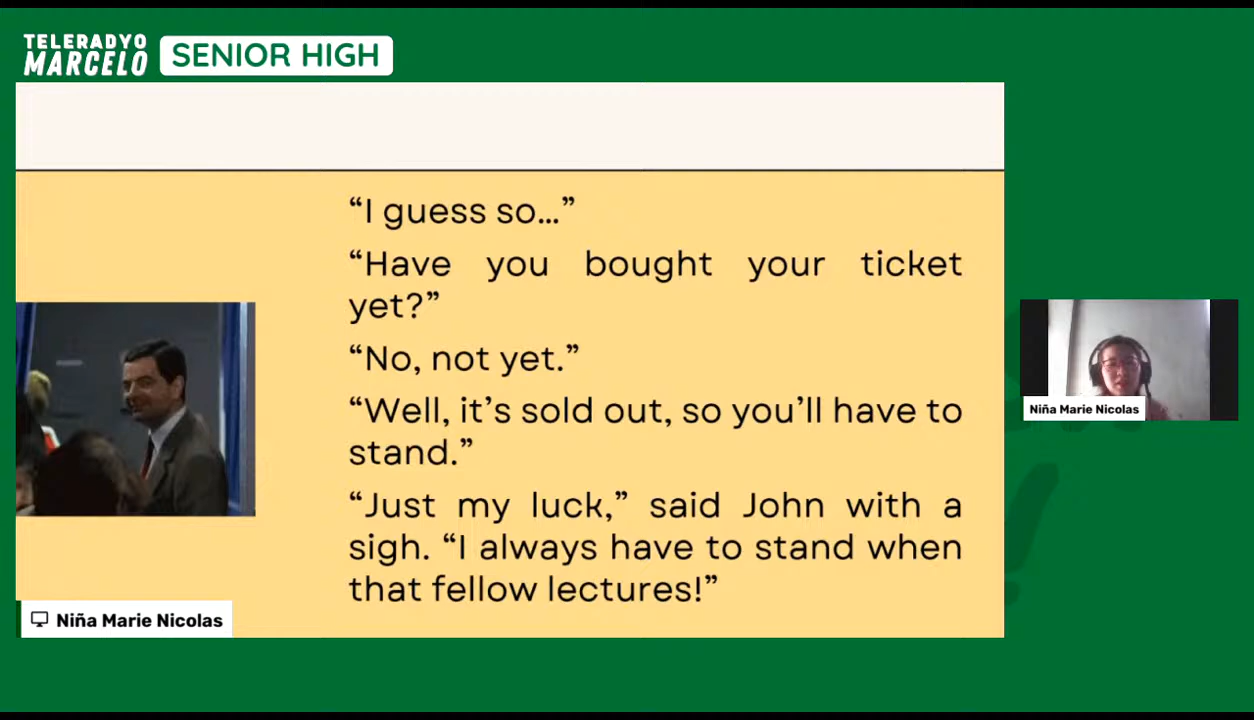 TELERADYO
MARCELO
SENIOR HIGH
“I guess so...”
“Have you bought your ticket
yet?”
“No, not yet.”
“Well, it’s sold out, so you’ll have to
stand.”
“Just my luck,” said John with a
sigh. “I always have to stand when
that fellow lectures!”
Niña Marie Nicolas
Niña Marie Nicolas